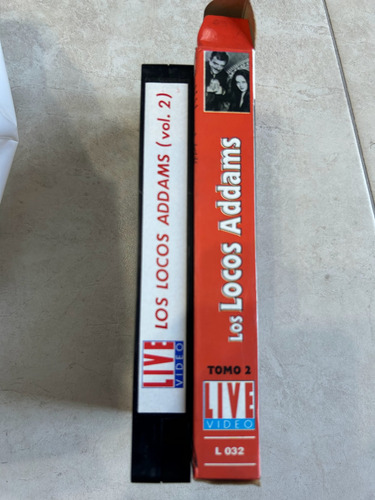 LOS LOCOS ADDAMS (vol. 2)
LIVE
VIDEO
LOS LOCOS Addams
TOMO 2
LIVE
VIDEO
L 032